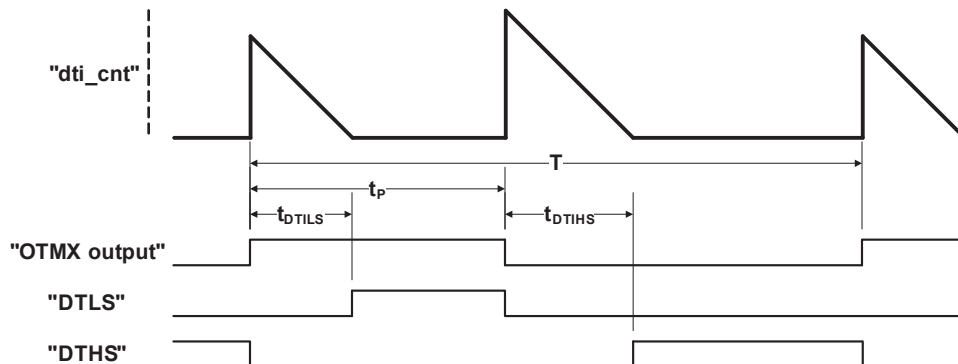 "dti_cnt"
T
tP
tDTILS
tDTIHS
"OTMX output"
"DTLS"
"DTHS"